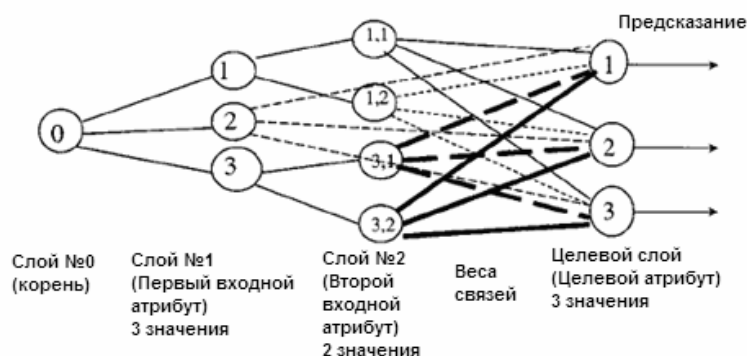 Предсказание
1,1
1
1
1,2
0
2
2
3,1
3
3
3,2
Слой №0
(корень)
Слой №1
(Первый входной
атрибут)
3 значения
Слой №2
(Второй
входной
атрибут)
2 значения
Веса
связей
Целевой слой
(Целевой атрибут)
3 значения